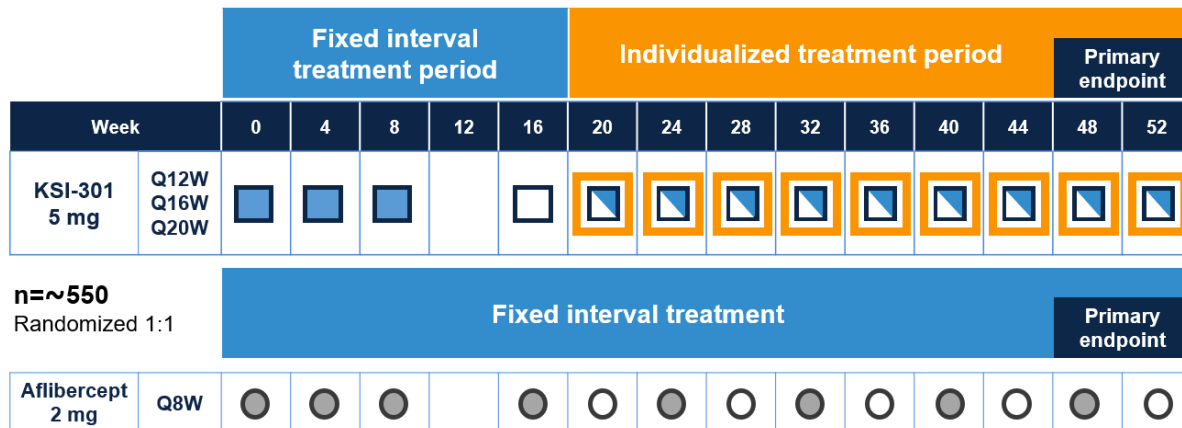 Fixed interval
treatment period
Individualized treatment period
Primary
endpoint
Week 0 4 8 12 16 20 24 28 32 36 40 44 48 52
KSI-301
5 mg
Q12W
Q16W
Q20W
n=~550
Randomized 1:1
Fixed interval treatment
Primary
endpoint
Aflibercept
2 mg
Q8W